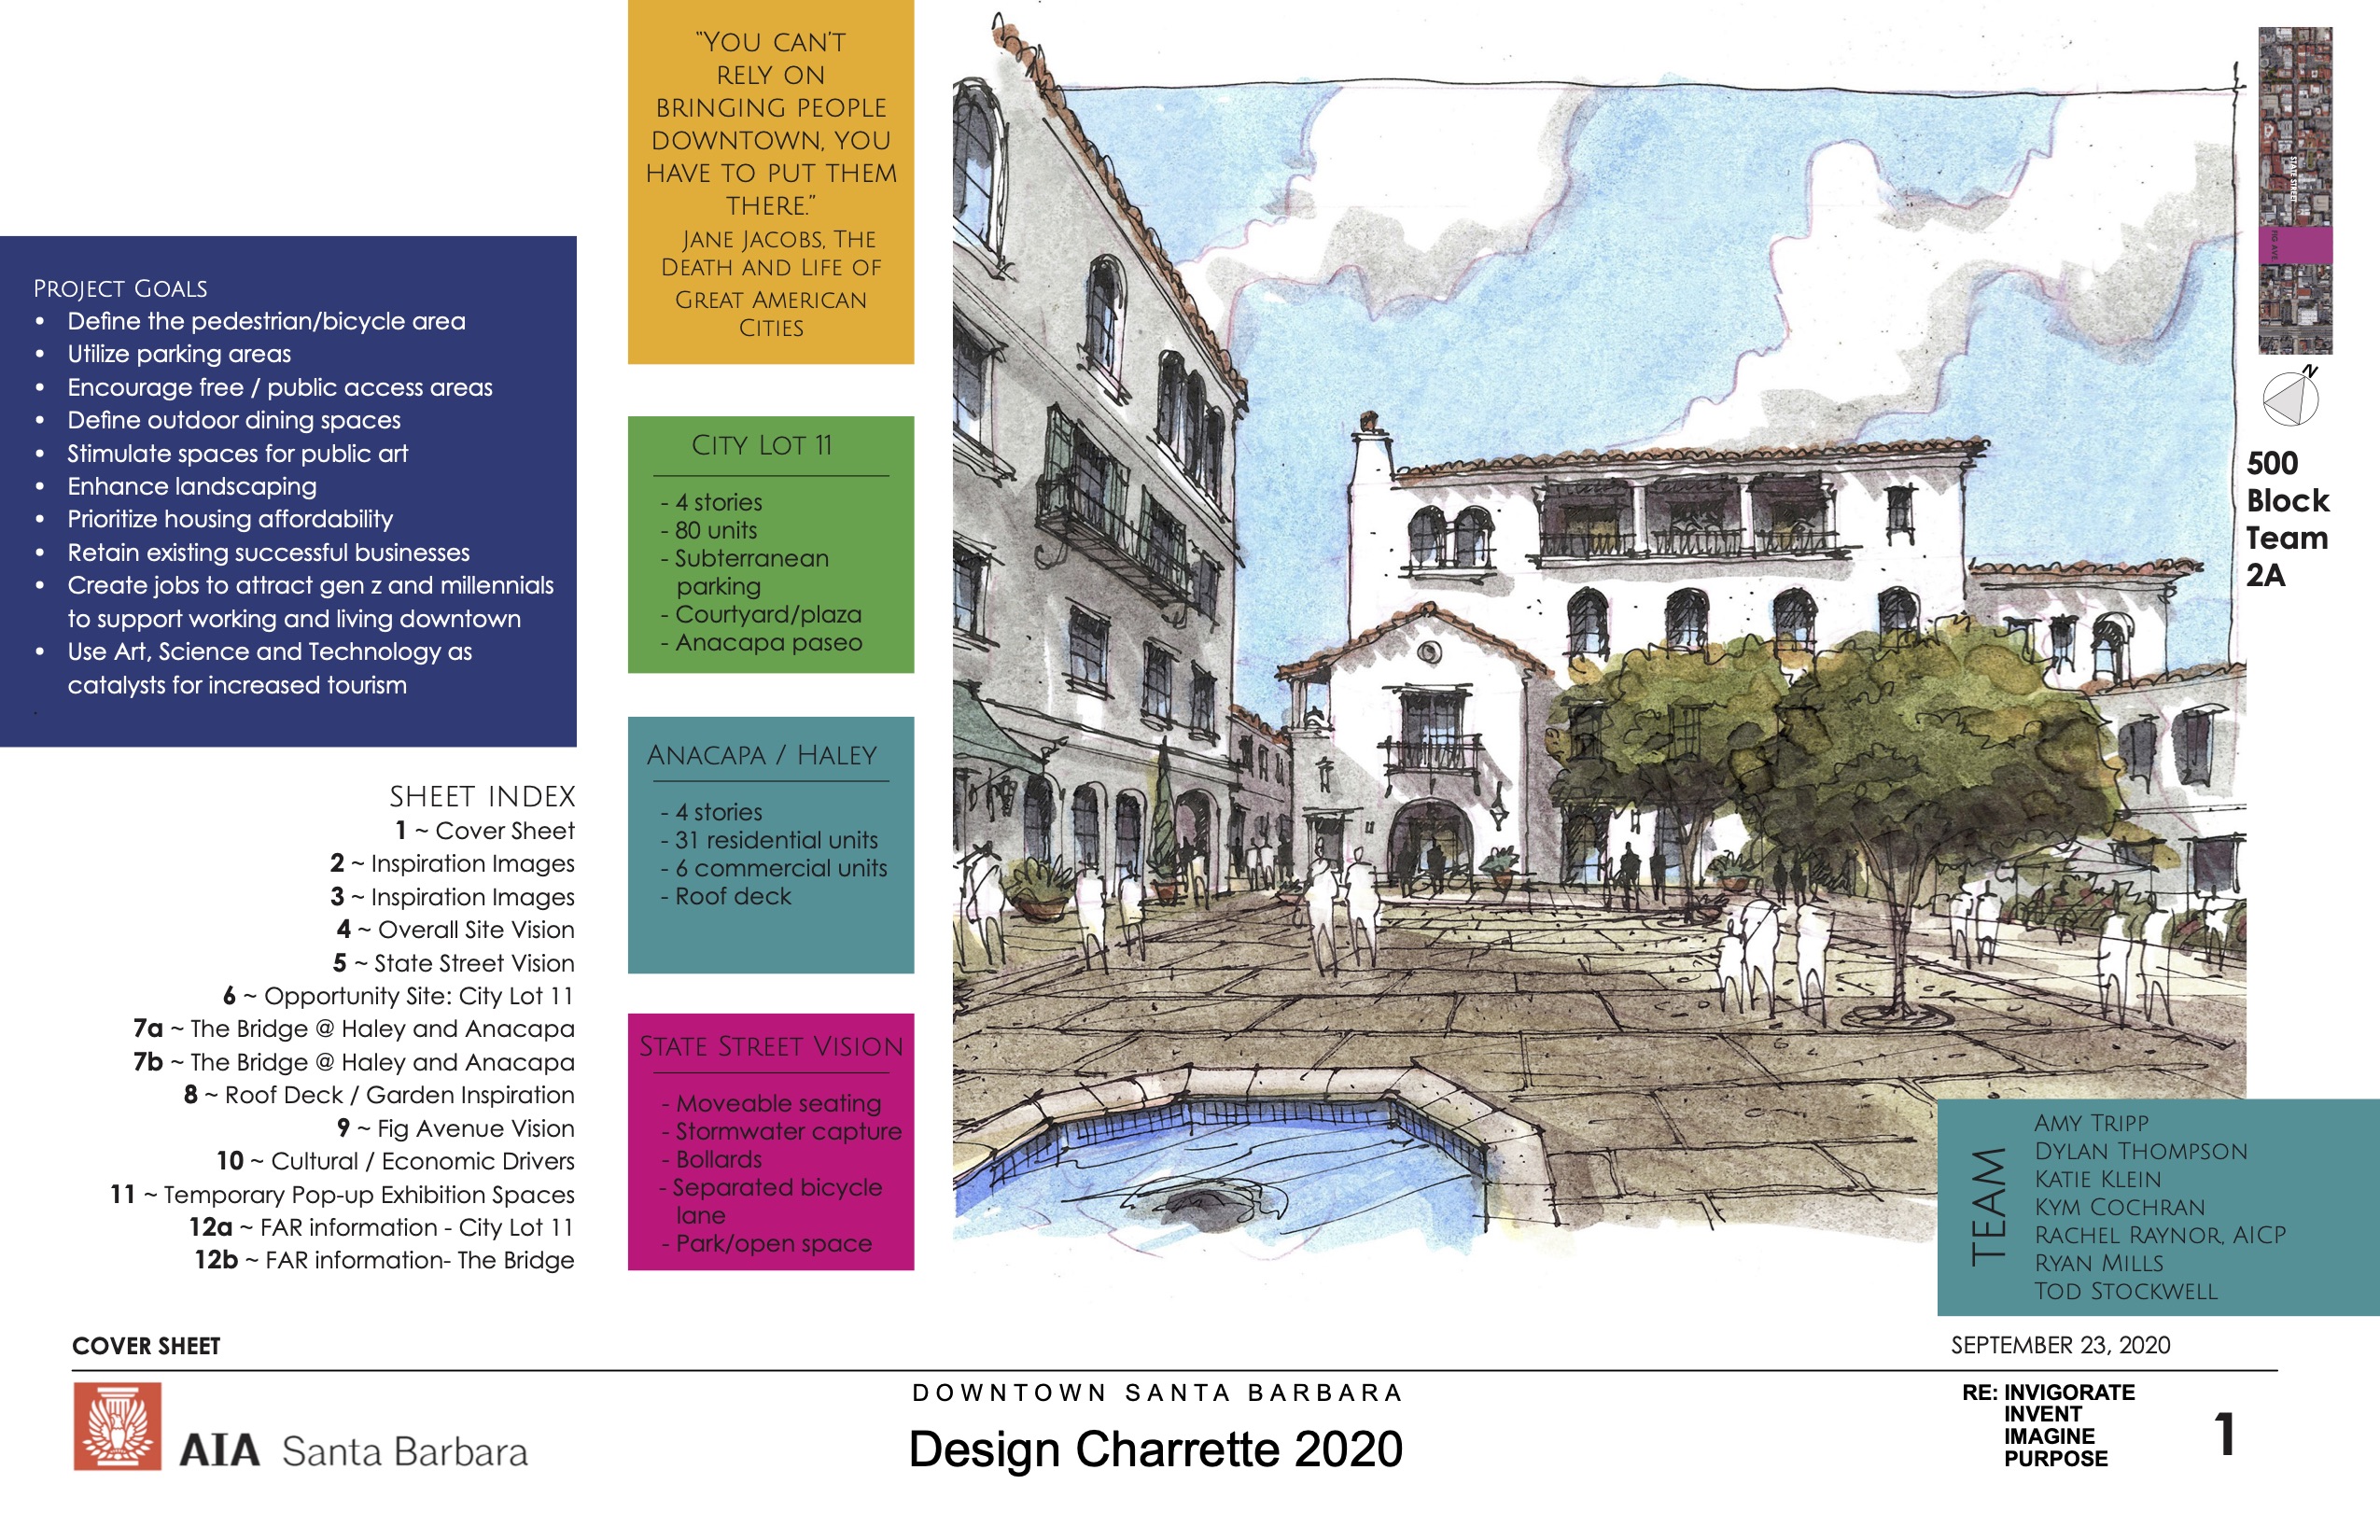 PROJECT GOALS
• Define the pedestrian/bicycle area
• Utilize parking areas
• Encourage free / public access areas
• Define outdoor dining spaces
• Stimulate spaces for public art
• Enhance landscaping
• Prioritize housing affordability
• Retain existing successful businesses
• Create jobs to attract gen z and millennials
to support working and living downtown
• Use Art, Science and Technology as
catalysts for increased tourism
SHEET INDEX
1 ~ Cover Sheet
2 ~ Inspiration Images
3 ~ Inspiration Images
4 ~ Overall Site Vision
5 ~ State Street Vision
6 ~ Opportunity Site: City Lot 11
7a ~ The Bridge @ Haley and Anacapa
7b ~ The Bridge @ Haley and Anacapa
8 ~ Roof Deck / Garden Inspiration
9 ~ Fig Avenue Vision
10 ~ Cultural / Economic Drivers
11 ~ Temporary Pop-up Exhibition Spaces
12a ~ FAR information - City Lot 11
12b ~ FAR information- The Bridge
"YOU CAN'T
RELY ON
BRINGING PEOPLE
DOWNTOWN, YOU
HAVE TO PUT THEM
THERE."
JANE JACOBS, THE
DEATH AND LIFE OF
GREAT AMERICAN
CITIES
CITY LOT 11
- 4 stories
- 80 units
- Subterranean
parking
- Courtyard/plaza
- Anacapa paseo
ANACAPA / HALEY
- 4 stories
- 31 residential units
- 6 commercial units
- Roof deck
STATE STREET VISION
- Moveable seating
- Stormwater capture
- Bollards
- Separated bicycle
lane
- Park/open space
STATE STREET
FIG AVE.
N
500
Block
Team
2A
TEAM
AMY TRIPP
DYLAN THOMPSON
KATIE KLEIN
KYM COCHRAN
RACHEL RAYNOR, AICP
RYAN MILLS
TOD STOCKWELL
COVER SHEET
SEPTEMBER 23, 2020
AIA Santa Barbara
DOWNTOWN SANTA BARBARA
Design Charrette 2020
RE: INVIGORATE
INVENT
IMAGINE
PURPOSE
1